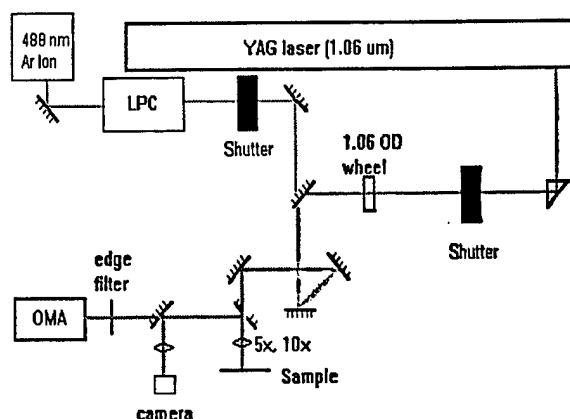 488 nm
Ar Ion
YAG laser (1.06 um)
LPC
Shutter
1.06 OD
wheel
Shutter
edge
filter
OMA
5x, 10x
Sample
camera